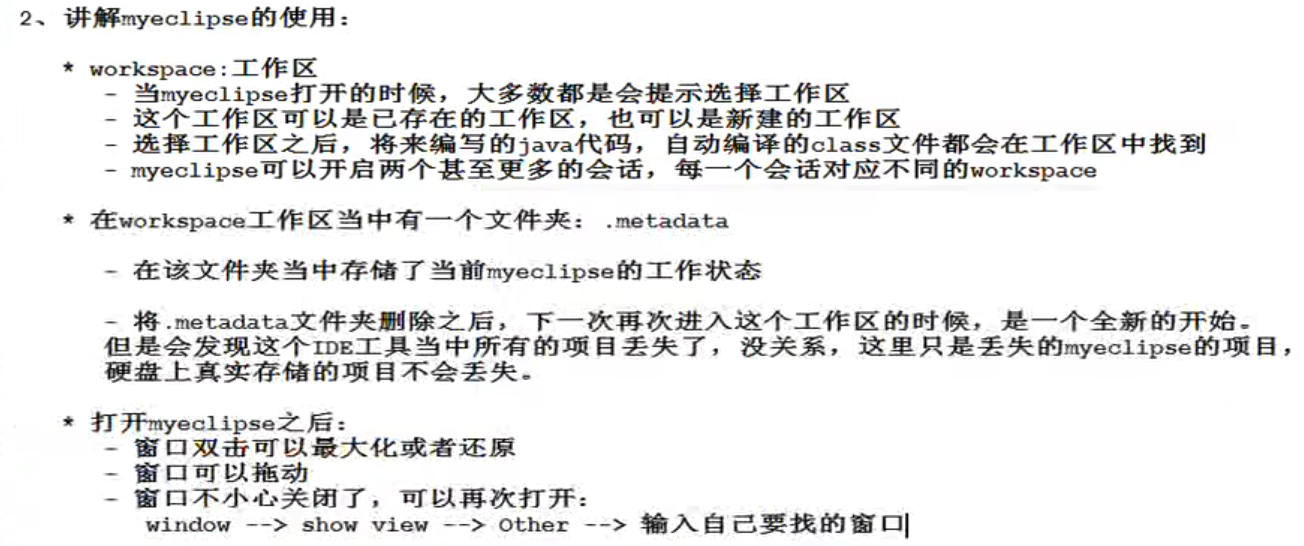 2、讲解myeclipse的使用：
* workspace:工作区
- 当myeclipse打开的时候，大多数都是会提示选择工作区
- 这个工作区可以是已存在的工作区，也可以是新建的工作区
- 选择工作区之后，将来编写的java代码，自动编译的class文件都会在工作区中找到
- myeclipse可以开启两个甚至更多的会话，每一个会话对应不同的workspace
* 在workspace工作区当中有一个文件夹：.metadata
- 在该文件夹当中存储了当前myeclipse的工作状态
- 将.metadata文件夹删除之后，下一次再次进入这个工作区的时候，是一个全新的开始。
但是会发现这个IDE工具当中所有的项目丢失了，没关系，这里只是丢失的myeclipse的项目，
硬盘上真实存储的项目不会丢失。
* 打开myeclipse之后：
- 窗口双击可以最大化或者还原
- 窗口可以拖动
- 窗口不小心关闭了，可以再次打开：
window --> show view --> Other --> 输入自己要找的窗口